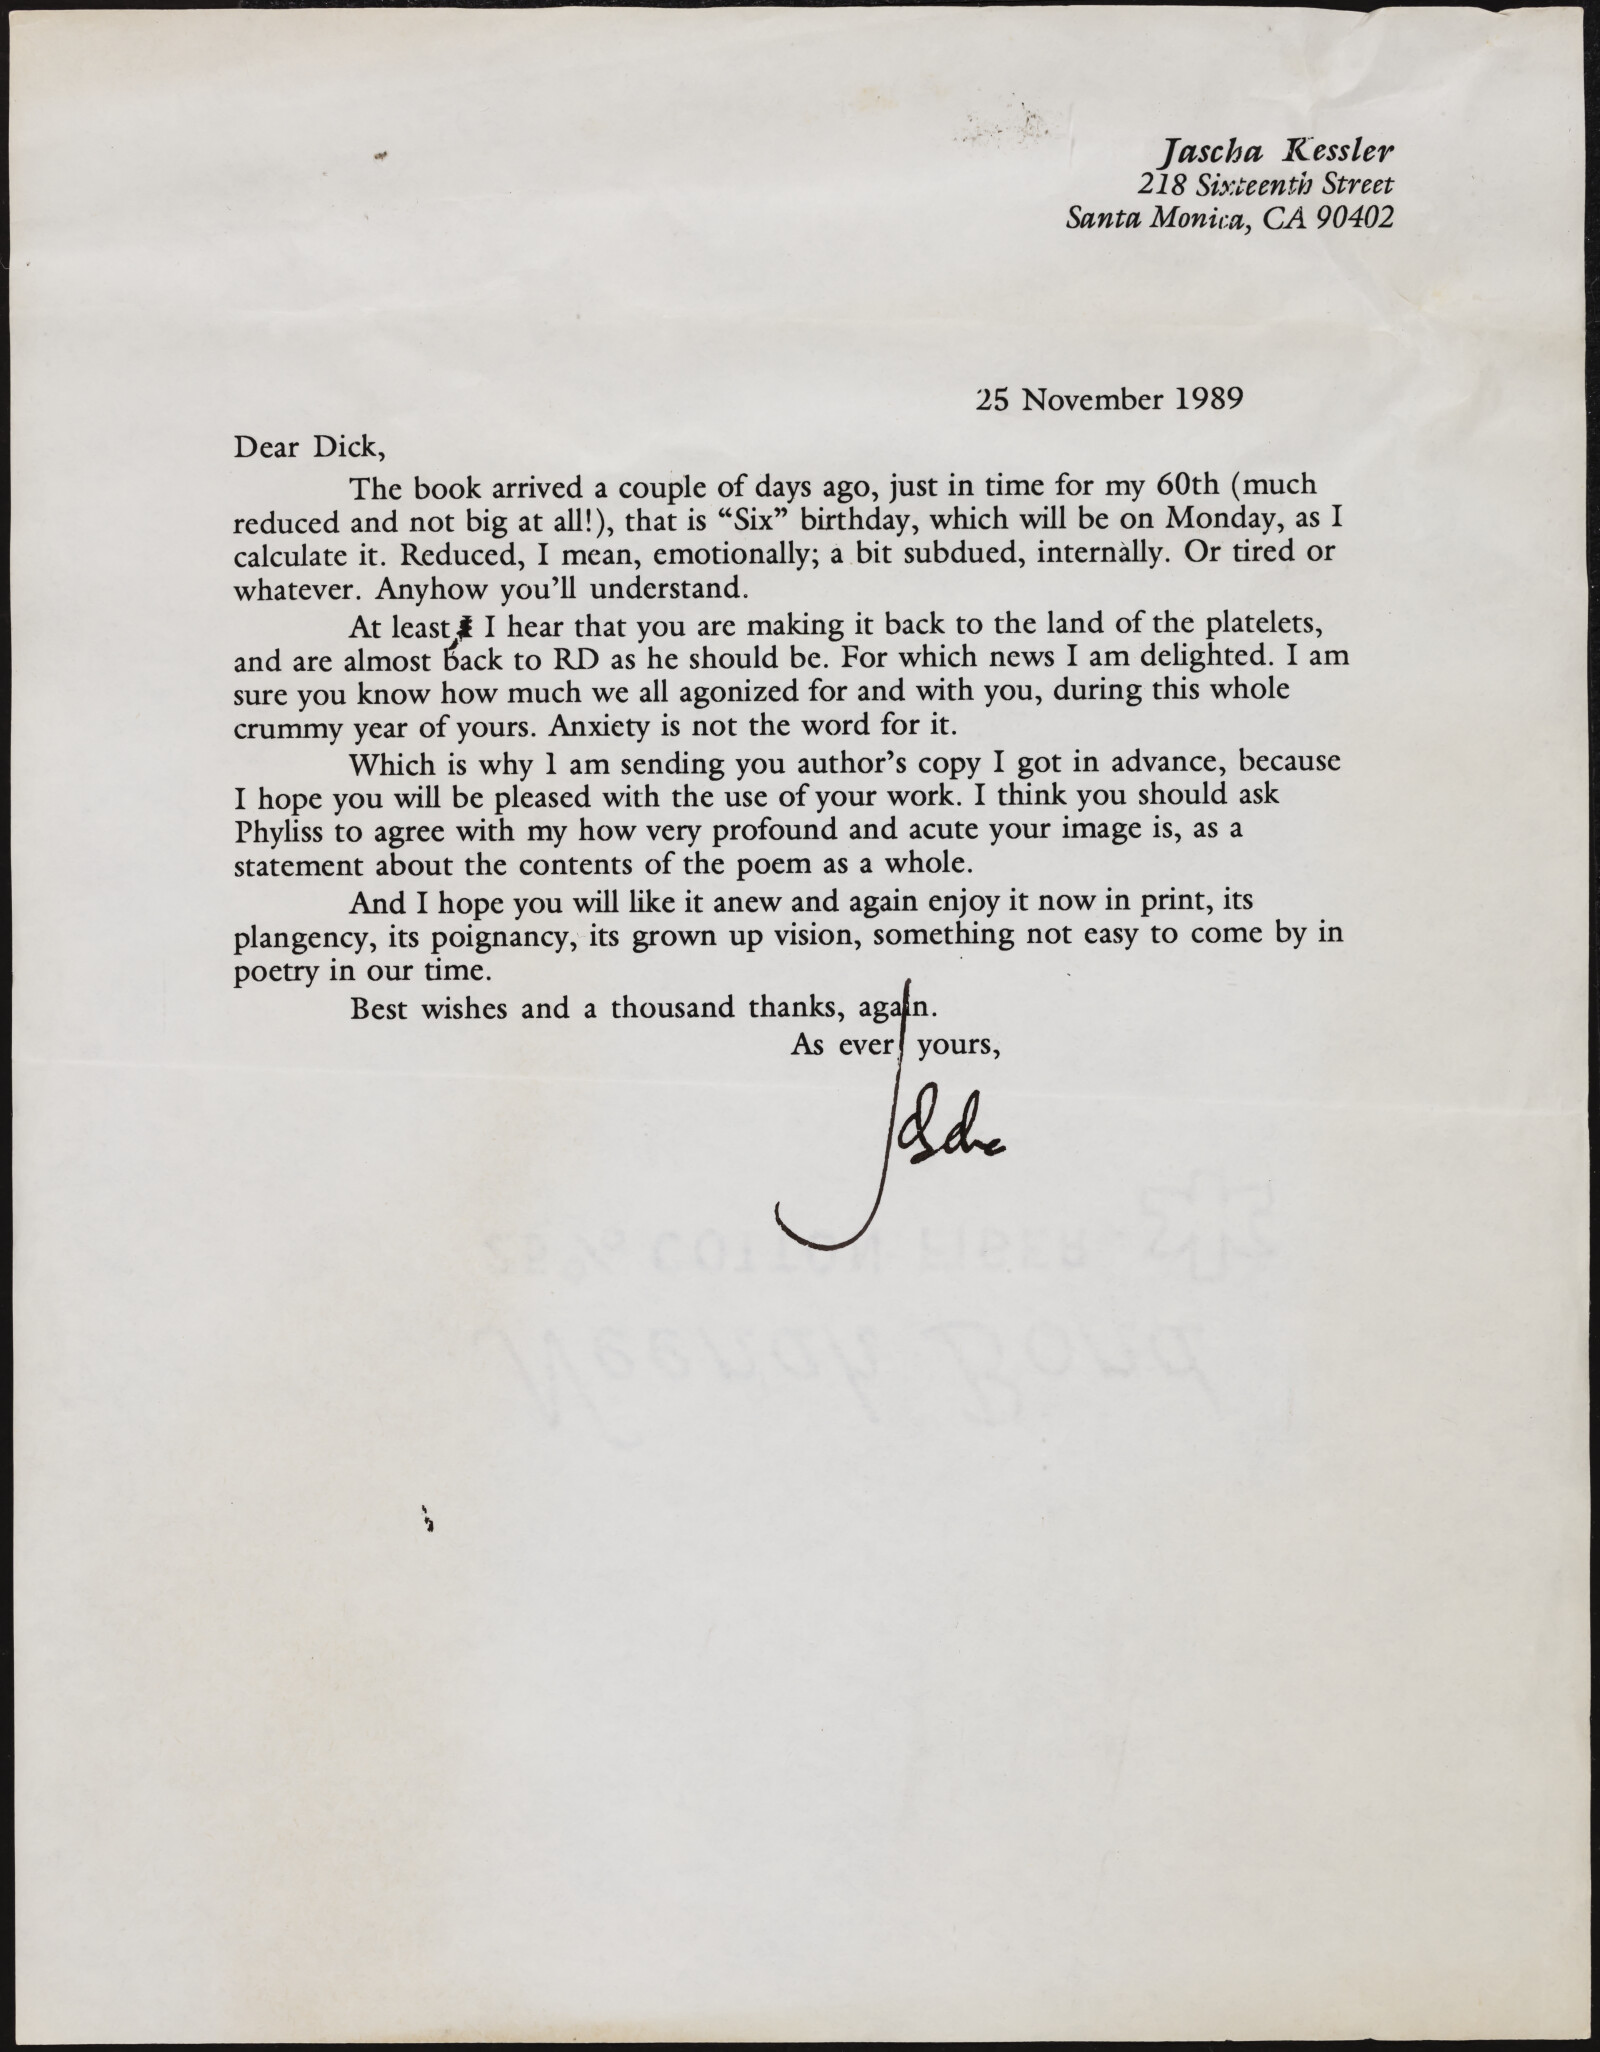 Jascha Kessler
218 Sixteenth Street
Santa Monica, CA 90402
25 November 1989
Dear Dick,
The book arrived a couple of days ago, just in time for my 60th (much
reduced and not big at all!), that is “Six” birthday, which will be on Monday, as I
calculate it. Reduced, I mean, emotionally; a bit subdued, internally. Or tired or
whatever. Anyhow you’ll understand.
At least, I hear that you are making it back to the land of the platelets,
and are almost back to RD as he should be. For which news I am delighted. I am
sure you know how much we all agonized for and with you, during this whole
crummy year of yours. Anxiety is not the word for it.
Which is why I am sending you author’s copy I got in advance, because
I hope you will be pleased with the use of your work. I think you should ask
Phyliss to agree with my how very profound and acute your image is, as a
statement about the contents of the poem as a whole.
And I hope you will like it anew and again enjoy it now in print, its
plangency, its poignancy, its grown up vision, something not easy to come by in
poetry in our time.
Best wishes and a thousand thanks, again.
As ever yours,
Jascha
25% COTTON FIBER
Neenah Bond